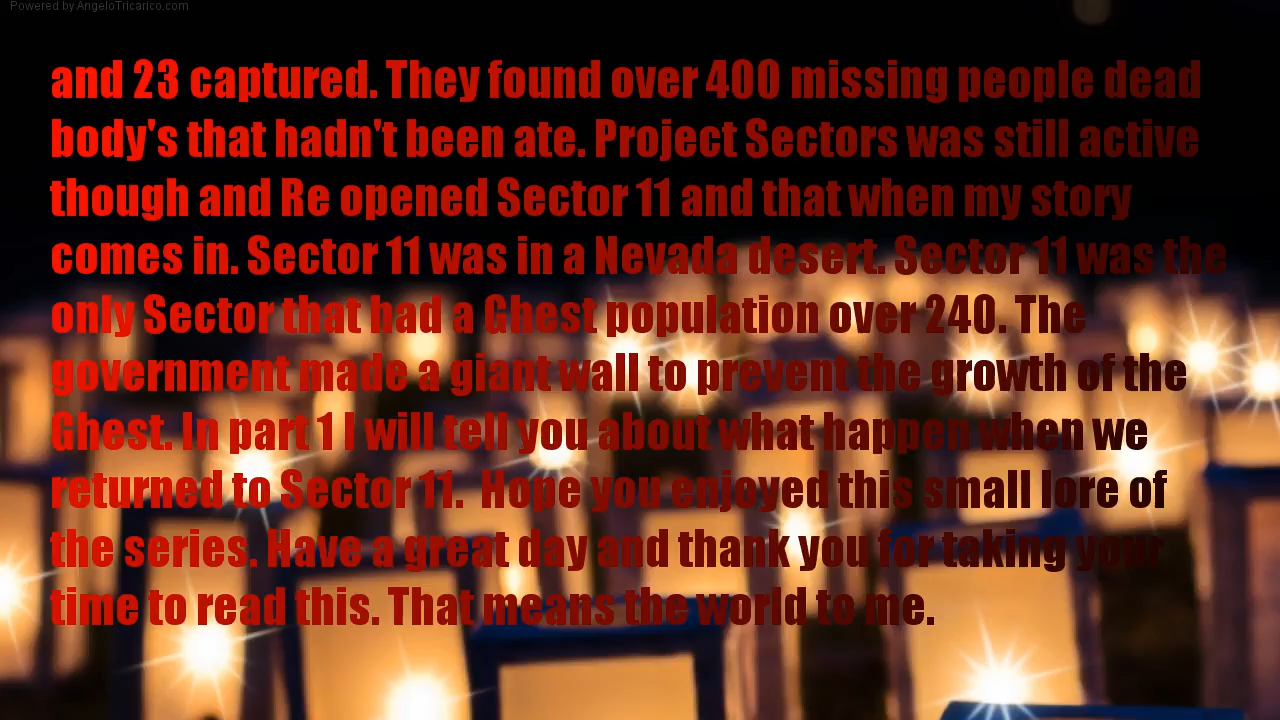 Powered by AngeloTricarico.com
and 23 captured. They found over 400 missing people dead
body's that hadn't been ate. Project Sectors was still active
though and Re opened Sector 11 and that when my story
comes in. Sector 11 was in a Nevada desert. Sector 11 was the
only Sector that had a Ghest population over 240. The
government made a giant wall to prevent the growth of the
Ghest. In part 1 I will tell you about what happen when we
returned to Sector 11.  Hope you enjoyed this small lore of
the series. Have a great day and thank you for taking your
time to read this. That means the world to me.